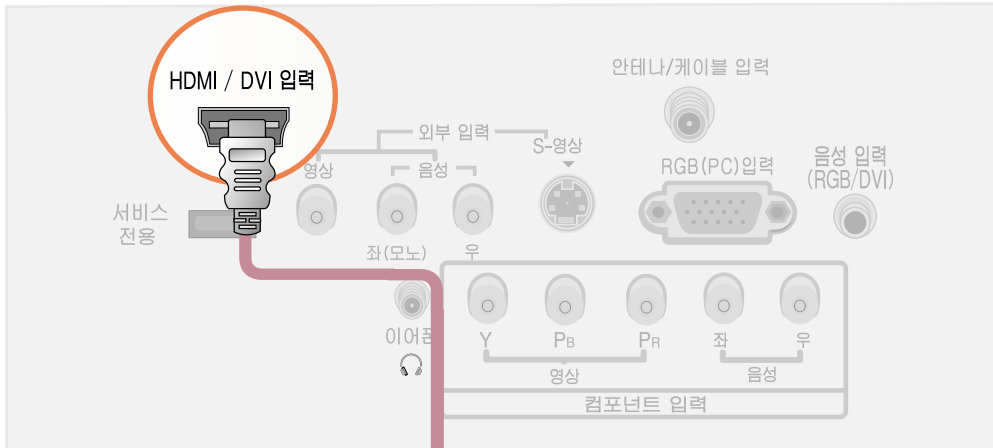 HDMI / DVI 입력
안테나/케이블 입력
외부 입력
S-영상
영상
음성
RGB(PC)입력
음성 입력
(RGB/DVI)
서비스
전용
좌(모노)
우
이어폰
Y
PB
PR
좌
우
영상
음성
컴포넌트 입력